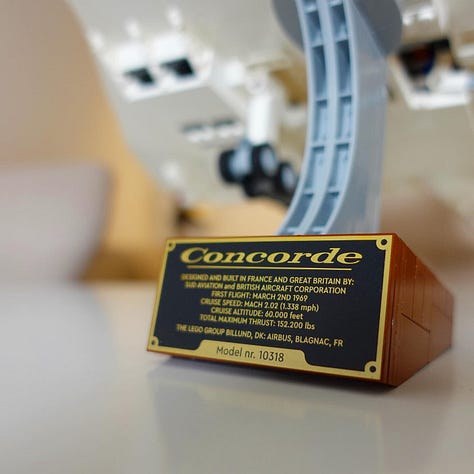 Concorde
DESIGNED AND BUILT IN FRANCE AND GREAT BRITAIN BY:
SUD AVIATION and BRITISH AIRCRAFT CORPORATION
FIRST FLIGHT: MARCH 2ND 1969
CRUISE SPEED: MACH 2.02 (1.338 mph)
CRUISE ALTITUDE: 60.000 feet
TOTAL MAXIMUM THRUST: 152.200 lbs
THE LEGO GROUP BILLUND, DK: AIRBUS, BLAGNAC, FR
Model nr. 10318